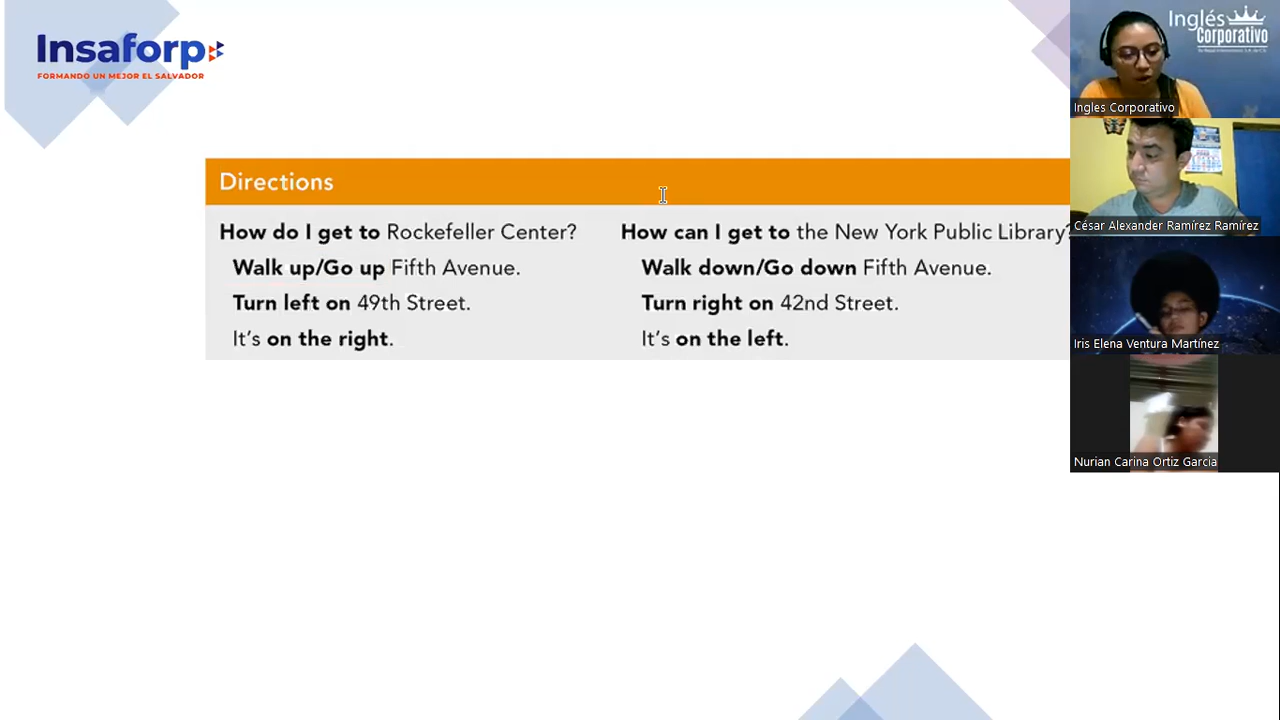 Insaforp
FORMANDO UN MEJOR EL SALVADOR
Directions
How do I get to Rockefeller Center?
Walk up/Go up Fifth Avenue.
Turn left on 49th Street.
It's on the right.
How can I get to the New York Public Library?
Walk down/Go down Fifth Avenue.
Turn right on 42nd Street.
It's on the left.
Inglés
Corporativo
Ingles Corporativo
César Alexander Ramírez Ramírez
Iris Elena Ventura Martínez
Nurian Carina Ortiz Garcia